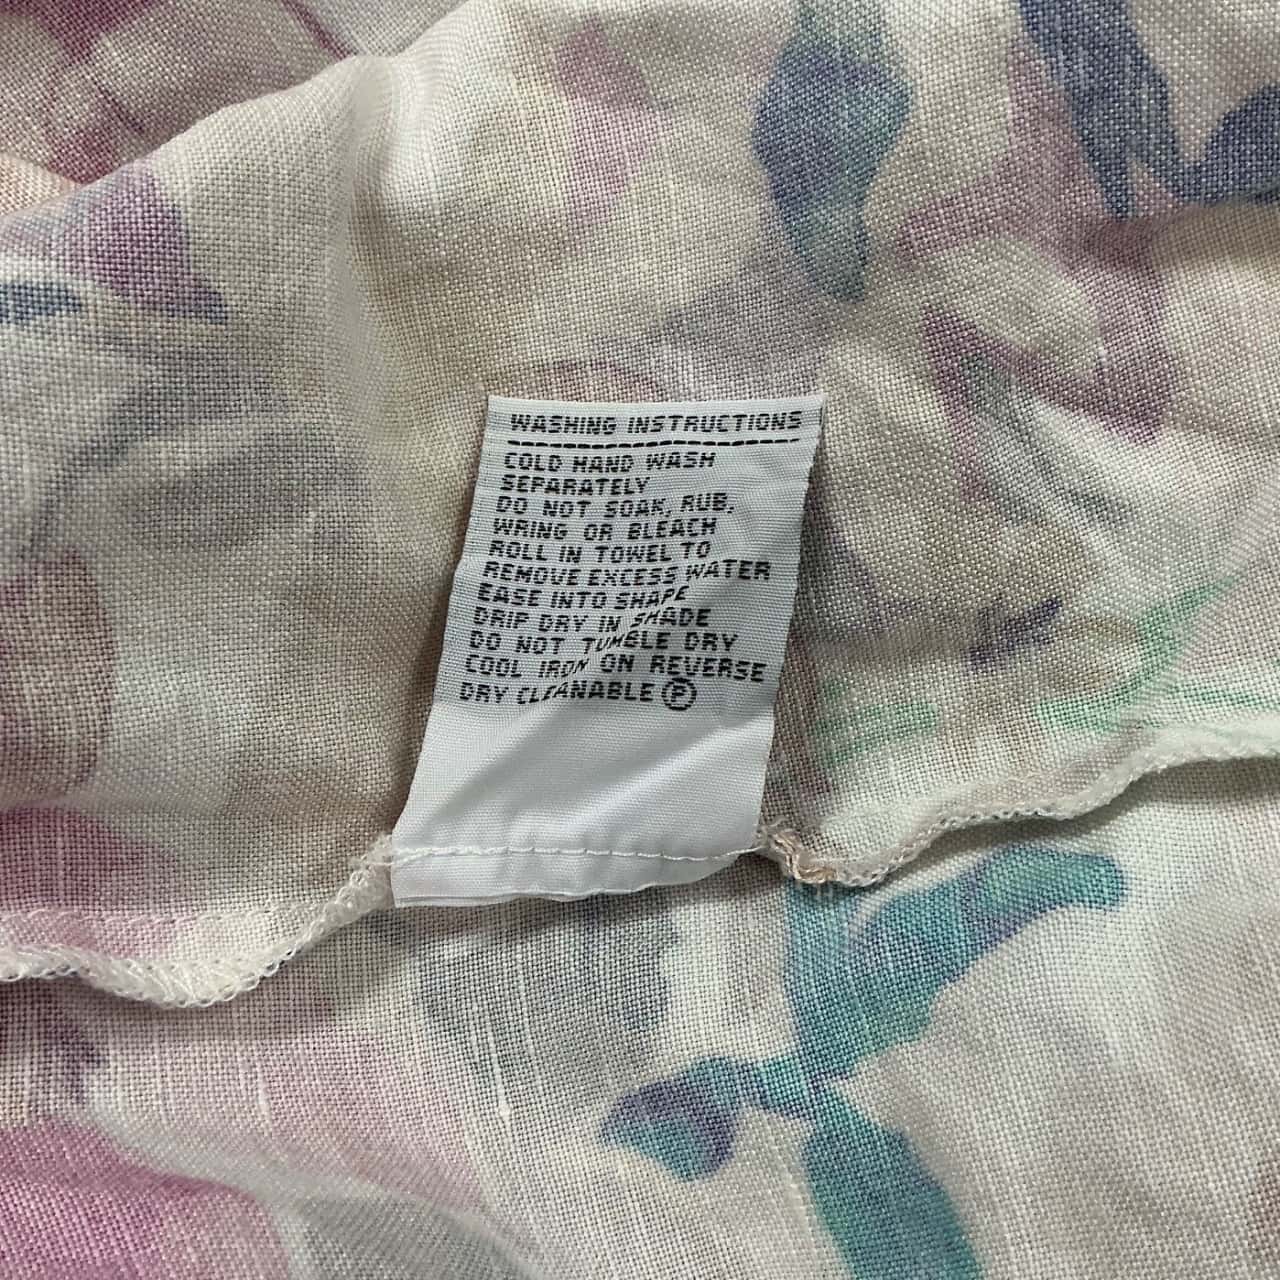 WASHING INSTRUCTIONS
COLD HAND WASH
SEPARATELY
DO NOT SOAK, RUB,
WRING OR BLEACH
ROLL IN TOWEL TO
REMOVE EXCESS WATER
EASE INTO SHAPE
DRIP DRY IN SHADE
DO NOT TUMBLE DRY
COOL IRON ON REVERSE
DRY CLEANABLE Ⓟ